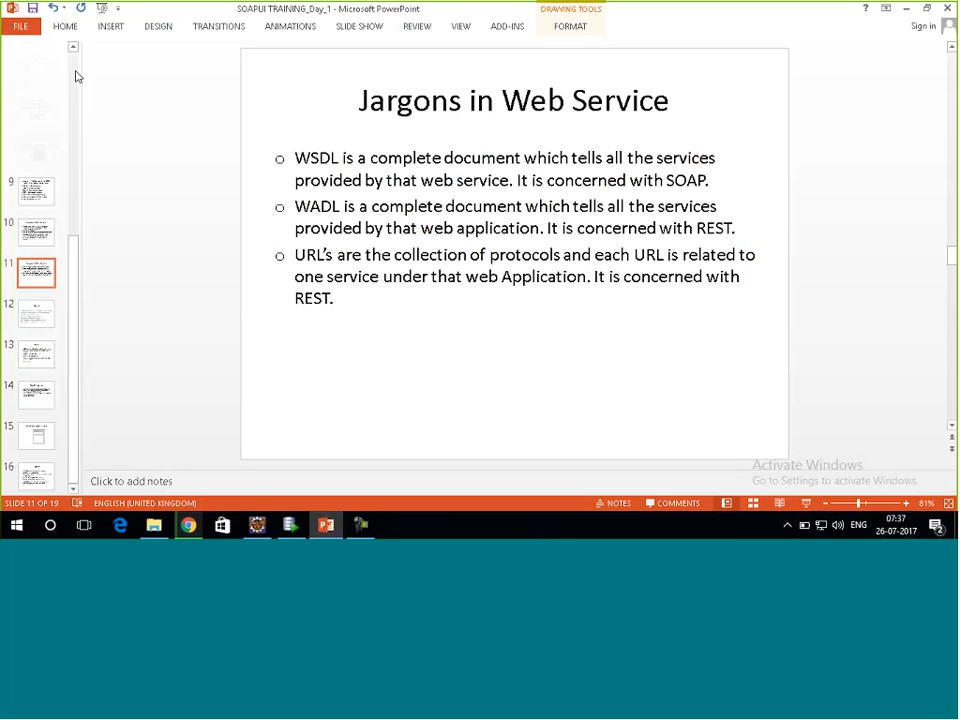 SOAPUI TRAINING_Day_1 - Microsoft PowerPoint
DRAWING TOOLS
?
FILE HOME INSERT DESIGN TRANSITIONS ANIMATIONS SLIDE SHOW REVIEW VIEW ADD-INS FORMAT Sign in
Jargons in Web Service
o WSDL is a complete document which tells all the services
provided by that web service. It is concerned with SOAP.
o WADL is a complete document which tells all the services
provided by that web application. It is concerned with REST.
o URL's are the collection of protocols and each URL is related to
one service under that web Application. It is concerned with
REST.
9
10
11
12
13
14
15
16
Activate Windows
Go to Settings to activate Windows.
Click to add notes
SLIDE 11 OF 19 ENGLISH (UNITED KINGDOM) NOTES COMMENTS 81%
ENG
07:37
26-07-2017
2